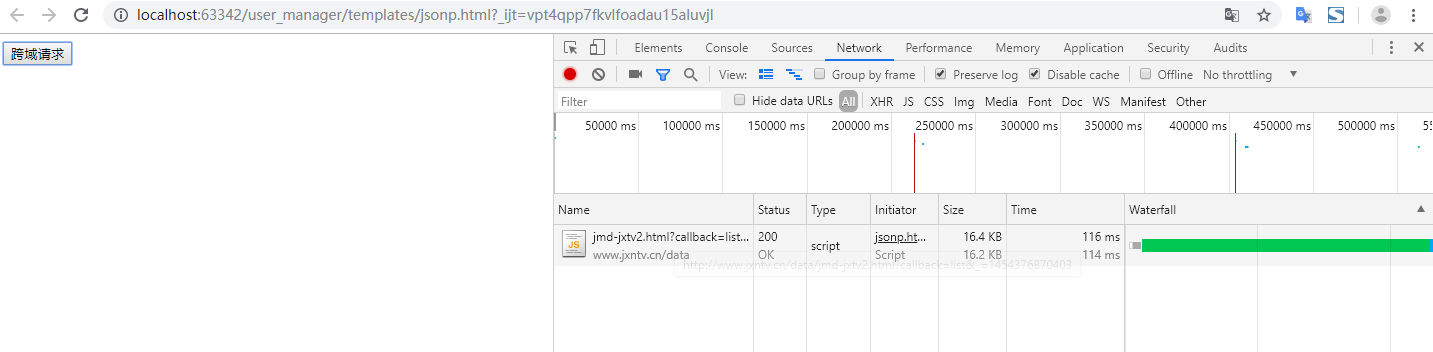 localhost:63342/user_manager/templates/jsonp.html?_ijt=vpt4qpp7fkvlfoadau15aluvjl
跨域请求
Elements Console Sources Network Performance Memory Application Security Audits
View: Group by frame Preserve log Disable cache Offline No throttling
Filter Hide data URLs All XHR JS CSS Img Media Font Doc WS Manifest Other
50000 ms 100000 ms 150000 ms 200000 ms 250000 ms 300000 ms 350000 ms 400000 ms 450000 ms 500000 ms 55
Name Status Type Initiator Size Time Waterfall
JS jmd-jxtv2.html?callback=list... 200 script jsonp.ht... 16.4 KB 116 ms
www.jxntv.cn/data OK Script 16.2 KB 114 ms
http://www.jxntv.cn/data/jmd-jxtv2.html?callback=list&_=1454376870403